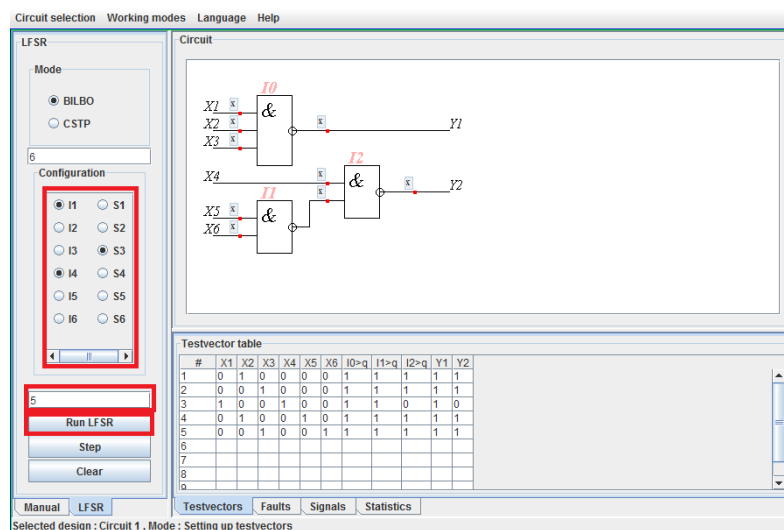 Circuit selection Working modes Language Help
LFSR
Mode
BILBO
CSTP
6
Configuration
I1 S1
I2 S2
I3 S3
I4 S4
I5 S5
I6 S6
5
Run LFSR
Step
Clear
Manual LFSR
Circuit
I0
X1 x
& 
X2 x x Y1
X3 x
I2
X4 x
& x Y2
I1 x
X5 x
&
X6 x
Testvector table
# X1 X2 X3 X4 X5 X6 I0>q I1>q I2>q Y1 Y2
1 0 1 0 0 0 0 1 1 1 1 1
2 0 0 1 0 0 0 1 1 1 1 1
3 1 0 0 1 0 0 1 1 0 1 0
4 0 1 0 0 1 0 1 1 1 1 1
5 0 0 1 0 0 1 1 1 1 1 1
6
7
8
9
Testvectors Faults Signals Statistics
Selected design : Circuit 1 , Mode : Setting up testvectors